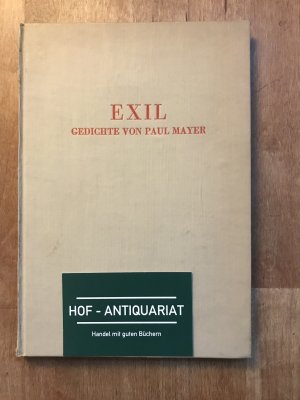 EXIL
GEDICHTE VON PAUL MAYER
HOF - ANTIQUARIAT
Handel mit guten Büchern